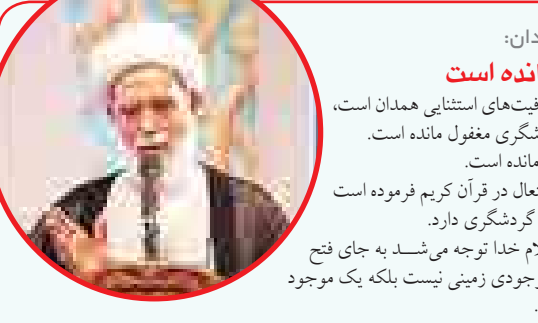 دان:
انده است
فیت‌های استثنایی همدان است،
شگری مغفول مانده است.
مانده است.
تعال در قرآن کریم فرموده است
گردشگری دارد.
لام خدا توجه می‌شـــد به جای فتح
وجودی زمینی نیست بلکه یک موجود
.